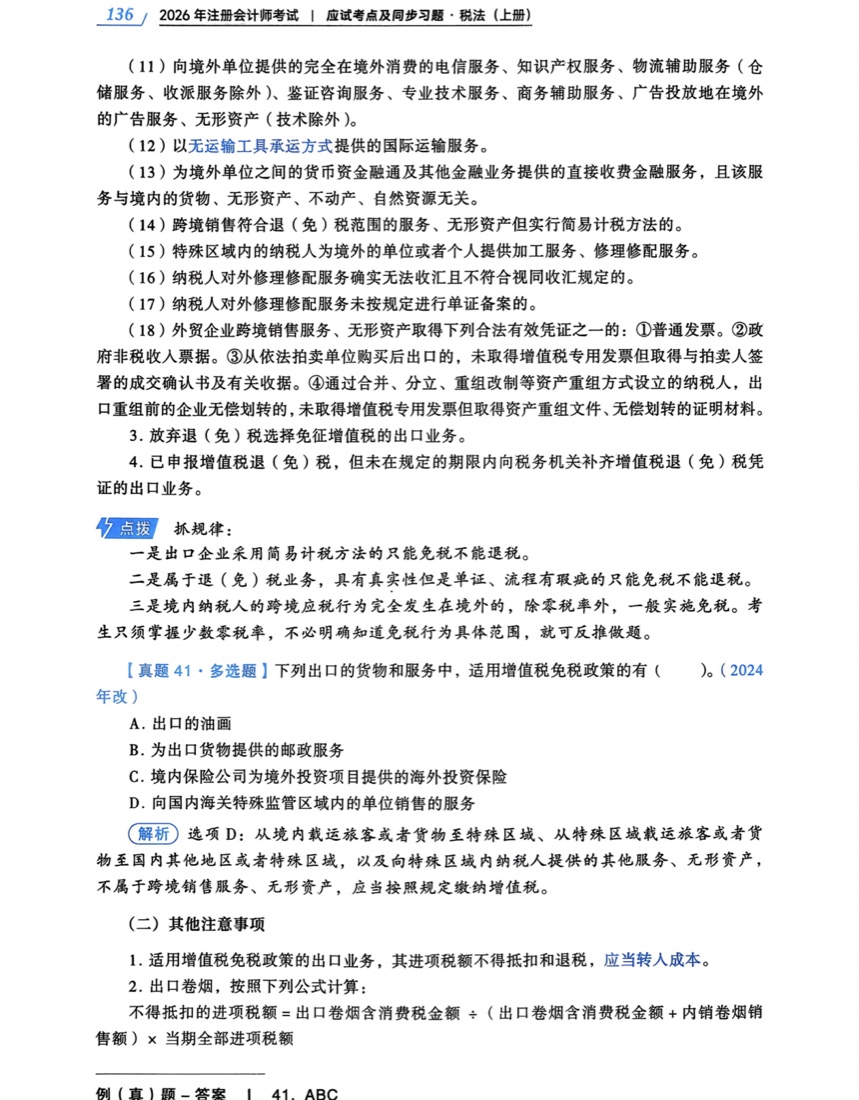 136 / 2026 年注册会计师考试 | 应试考点及同步习题·税法（上册）
（11）向境外单位提供的完全在境外消费的电信服务、知识产权服务、物流辅助服务（仓
储服务、收派服务除外）、鉴证咨询服务、专业技术服务、商务辅助服务、广告投放地在境外
的广告服务、无形资产（技术除外）。
（12）以无运输工具承运方式提供的国际运输服务。
（13）为境外单位之间的货币资金融通及其他金融业务提供的直接收费金融服务，且该服
务与境内的货物、无形资产、不动产、自然资源无关。
（14）跨境销售符合退（免）税范围的服务、无形资产但实行简易计税方法的。
（15）特殊区域内的纳税人为境外的单位或者个人提供加工服务、修理修配服务。
（16）纳税人对外修理修配服务确实无法收汇且不符合视同收汇规定的。
（17）纳税人对外修理修配服务未按规定进行单证备案的。
（18）外贸企业跨境销售服务、无形资产取得下列合法有效凭证之一的：①普通发票。②政
府非税收入票据。③从依法拍卖单位购买后出口的，未取得增值税专用发票但取得与拍卖人签
署的成交确认书及有关收据。④通过合并、分立、重组改制等资产重组方式设立的纳税人，出
口重组前的企业无偿划转的，未取得增值税专用发票但取得资产重组文件、无偿划转的证明材料。
3. 放弃退（免）税选择免征增值税的出口业务。
4. 已申报增值税退（免）税，但未在规定的期限内向税务机关补齐增值税退（免）税凭
证的出口业务。
点拨 抓规律：
一是出口企业采用简易计税方法的只能免税不能退税。
二是属于退（免）税业务，具有真实性但是单证、流程有瑕疵的只能免税不能退税。
三是境内纳税人的跨境应税行为完全发生在境外的，除零税率外，一般实施免税。考
生只须掌握少数零税率，不必明确知道免税行为具体范围，就可反推做题。
【真题 41·多选题】下列出口的货物和服务中，适用增值税免税政策的有（　　）。（2024
年改）
A. 出口的油画
B. 为出口货物提供的邮政服务
C. 境内保险公司为境外投资项目提供的海外投资保险
D. 向国内海关特殊监管区域内的单位销售的服务
解析 选项 D：从境内载运旅客或者货物至特殊区域、从特殊区域载运旅客或者货
物至国内其他地区或者特殊区域，以及向特殊区域内纳税人提供的其他服务、无形资产，
不属于跨境销售服务、无形资产，应当按照规定缴纳增值税。
（二）其他注意事项
1. 适用增值税免税政策的出口业务，其进项税额不得抵扣和退税，应当转入成本。
2. 出口卷烟，按照下列公式计算：
不得抵扣的进项税额 = 出口卷烟含消费税金额 ÷（出口卷烟含消费税金额 + 内销卷烟销
售额）× 当期全部进项税额
例（真）题 – 答案 | 41. ABC